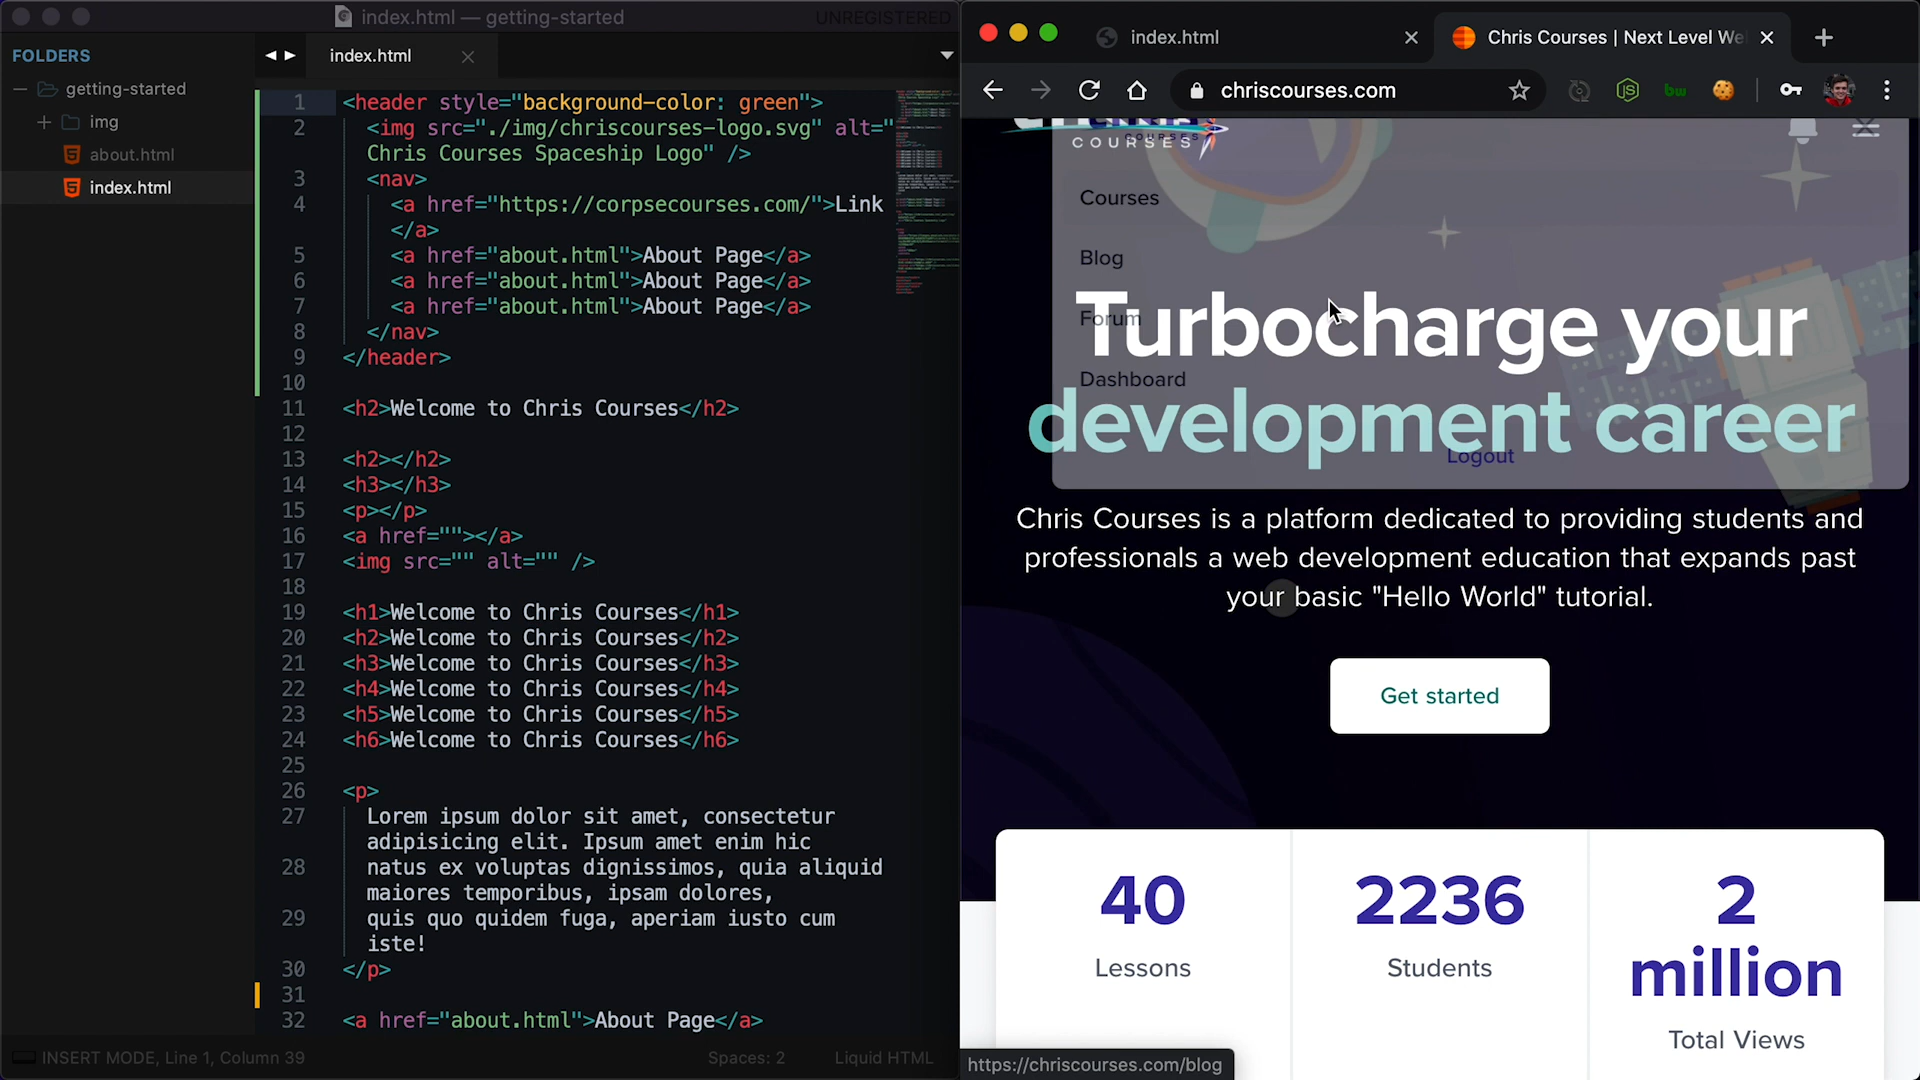 index.html — getting-started
UNREGISTERED
FOLDERS
getting-started
img
about.html
index.html
index.html
1 <header style="background-color: green">
2 <img src="./img/chriscourses-logo.svg" alt="
Chris Courses Spaceship Logo" />
3 <nav>
4 <a href="https://corpsecourses.com/">Link
</a>
5 <a href="about.html">About Page</a>
6 <a href="about.html">About Page</a>
7 <a href="about.html">About Page</a>
8 </nav>
9 </header>
10
11 <h2>Welcome to Chris Courses</h2>
12
13 <h2></h2>
14 <h3></h3>
15 <p></p>
16 <a href=""></a>
17 <img src="" alt="" />
18
19 <h1>Welcome to Chris Courses</h1>
20 <h2>Welcome to Chris Courses</h2>
21 <h3>Welcome to Chris Courses</h3>
22 <h4>Welcome to Chris Courses</h4>
23 <h5>Welcome to Chris Courses</h5>
24 <h6>Welcome to Chris Courses</h6>
25
26 <p>
27 Lorem ipsum dolor sit amet, consectetur
adipisicing elit. Ipsum amet enim hic
28 natus ex voluptas dignissimos, quia aliquid
maiores temporibus, ipsam dolores,
29 quis quo quidem fuga, aperiam iusto cum
iste!
30 </p>
31
32 <a href="about.html">About Page</a>
INSERT MODE, Line 1, Column 39
Spaces: 2
Liquid HTML
index.html
Chris Courses | Next Level We
chriscourses.com
bw
COURSES
Courses
Blog
Forum
Dashboard
Logout
Turbocharge your
development career
Chris Courses is a platform dedicated to providing students and
professionals a web development education that expands past
your basic "Hello World" tutorial.
Get started
40
Lessons
2236
Students
2
million
Total Views
https://chriscourses.com/blog